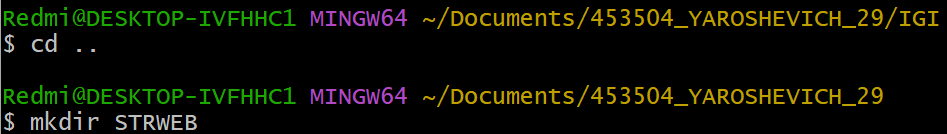 Redmi@DESKTOP-IVFHHC1 MINGW64 ~/Documents/453504_YAROSHEVICH_29/IGI
$ cd ..
Redmi@DESKTOP-IVFHHC1 MINGW64 ~/Documents/453504_YAROSHEVICH_29
$ mkdir STRWEB